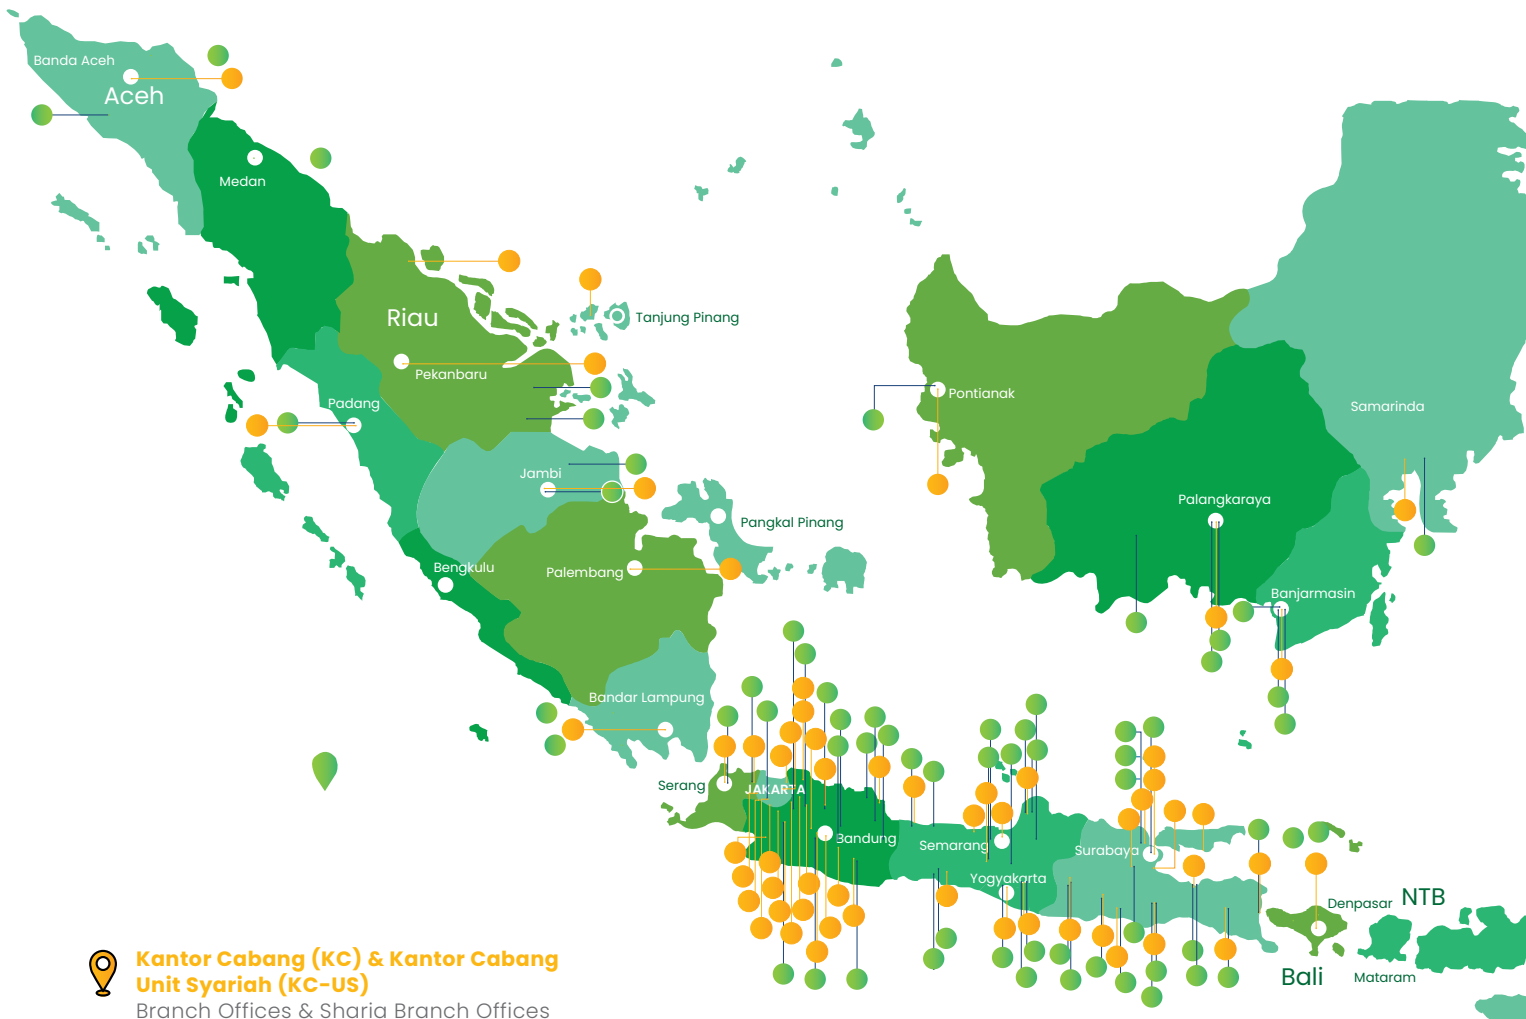 Banda Aceh
Aceh
Medan
Riau
Tanjung Pinang
Pekanbaru
Padang
Pontianak
Samarinda
Jambi
Palangkaraya
Pangkal Pinang
Bengkulu
Palembang
Banjarmasin
Bandar Lampung
Serang
JAKARTA
Bandung
Semarang
Surabaya
Yogyakarta
Denpasar
NTB
Bali
Mataram
Kantor Cabang (KC) & Kantor Cabang
Unit Syariah (KC-US)
Branch Offices & Sharia Branch Offices